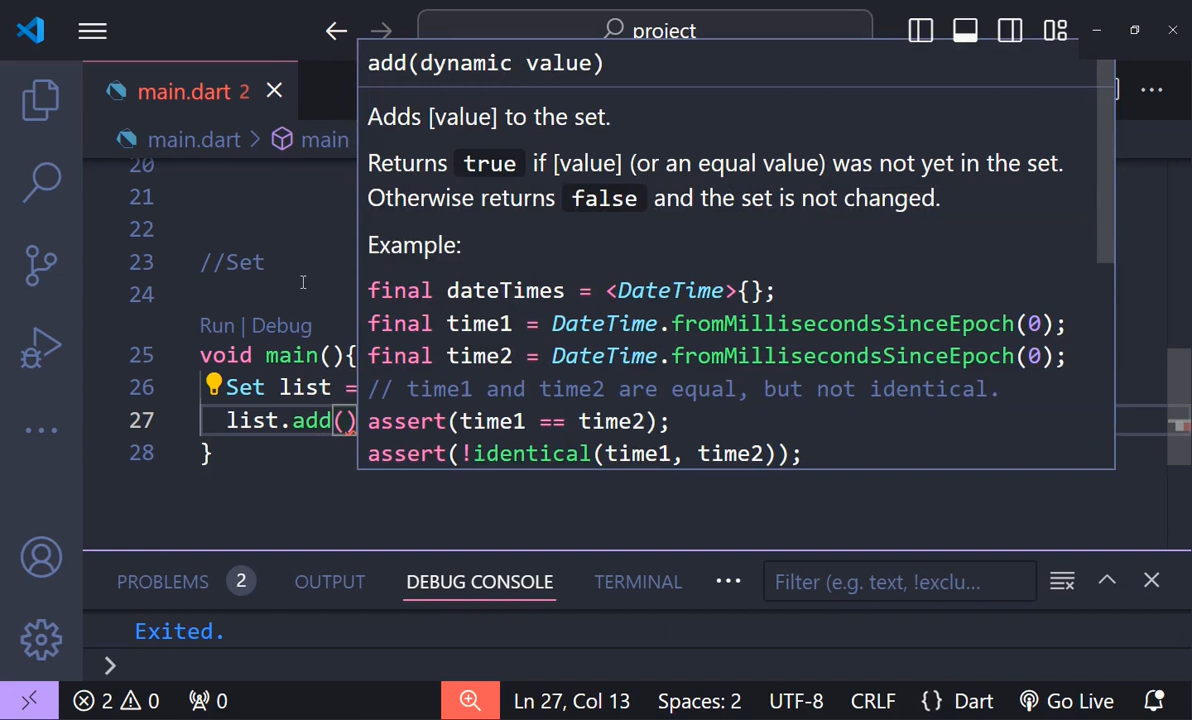 project
add(dynamic value)
main.dart 2
Adds [value] to the set.
main.dart > main
Returns true if [value] (or an equal value) was not yet in the set.
Otherwise returns false and the set is not changed.
Example:
final dateTimes = <DateTime>{};
final time1 = DateTime.fromMillisecondsSinceEpoch(0);
final time2 = DateTime.fromMillisecondsSinceEpoch(0);
// time1 and time2 are equal, but not identical.
assert(time1 == time2);
assert(!identical(time1, time2));
20
21
22
23 //Set
24
Run | Debug
25 void main(){
26 Set list =
27 list.add()
28 }
PROBLEMS 2 OUTPUT DEBUG CONSOLE TERMINAL ··· Filter (e.g. text, !exclu...
Exited.
>
2 0 0 Ln 27, Col 13 Spaces: 2 UTF-8 CRLF {} Dart Go Live